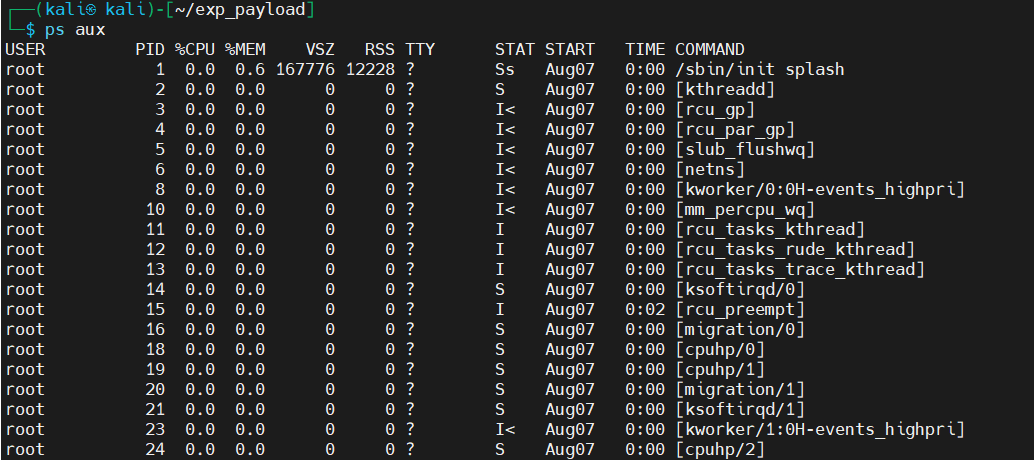 ┌──(kali㉿ kali)-[~/exp_payload]
└─$ ps aux
USER PID %CPU %MEM VSZ RSS TTY STAT START TIME COMMAND
root 1 0.0 0.6 167776 12228 ? Ss Aug07 0:00 /sbin/init splash
root 2 0.0 0.0 0 0 ? S Aug07 0:00 [kthreadd]
root 3 0.0 0.0 0 0 ? I< Aug07 0:00 [rcu_gp]
root 4 0.0 0.0 0 0 ? I< Aug07 0:00 [rcu_par_gp]
root 5 0.0 0.0 0 0 ? I< Aug07 0:00 [slub_flushwq]
root 6 0.0 0.0 0 0 ? I< Aug07 0:00 [netns]
root 8 0.0 0.0 0 0 ? I< Aug07 0:00 [kworker/0:0H-events_highpri]
root 10 0.0 0.0 0 0 ? I< Aug07 0:00 [mm_percpu_wq]
root 11 0.0 0.0 0 0 ? I Aug07 0:00 [rcu_tasks_kthread]
root 12 0.0 0.0 0 0 ? I Aug07 0:00 [rcu_tasks_rude_kthread]
root 13 0.0 0.0 0 0 ? I Aug07 0:00 [rcu_tasks_trace_kthread]
root 14 0.0 0.0 0 0 ? S Aug07 0:00 [ksoftirqd/0]
root 15 0.0 0.0 0 0 ? I Aug07 0:02 [rcu_preempt]
root 16 0.0 0.0 0 0 ? S Aug07 0:00 [migration/0]
root 18 0.0 0.0 0 0 ? S Aug07 0:00 [cpuhp/0]
root 19 0.0 0.0 0 0 ? S Aug07 0:00 [cpuhp/1]
root 20 0.0 0.0 0 0 ? S Aug07 0:00 [migration/1]
root 21 0.0 0.0 0 0 ? S Aug07 0:00 [ksoftirqd/1]
root 23 0.0 0.0 0 0 ? I< Aug07 0:00 [kworker/1:0H-events_highpri]
root 24 0.0 0.0 0 0 ? S Aug07 0:00 [cpuhp/2]